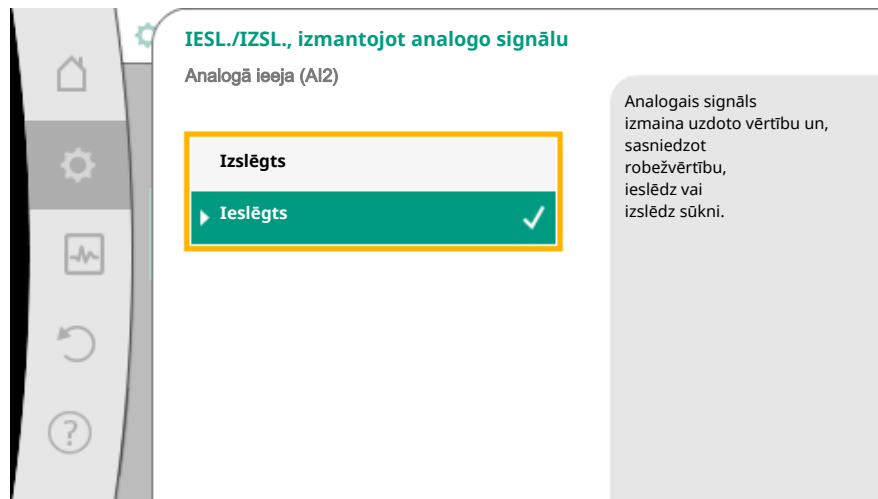 IESL./IZSL., izmantojot analogo signālu
Analogā ieeja (AI2)
Izslēgts
Ieslēgts
Analogais signāls
izmaina uzdoto vērtību un,
sasniedzot
robežvērtību,
ieslēdz vai
izslēdz sūkni.